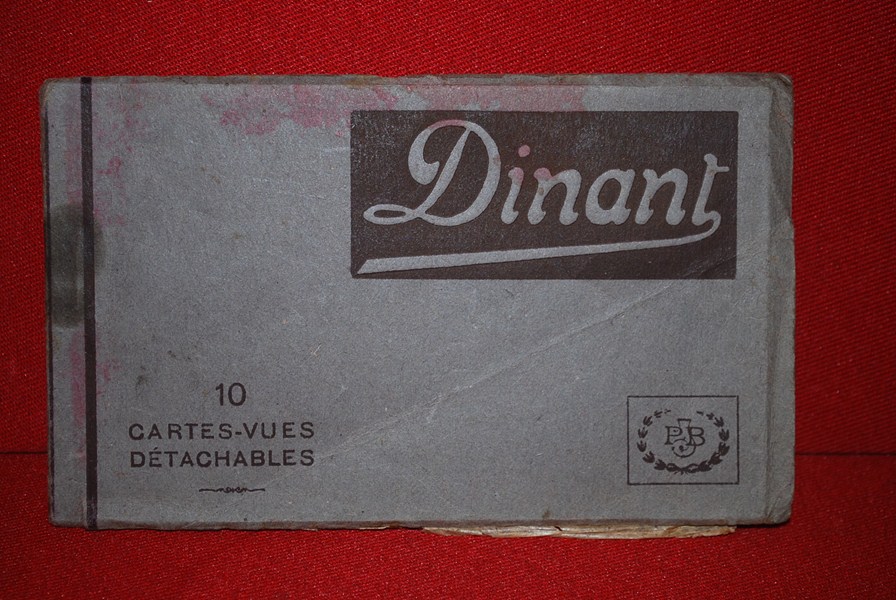 Dinant
10
CARTES-VUES
DÉTACHABLES
PJB